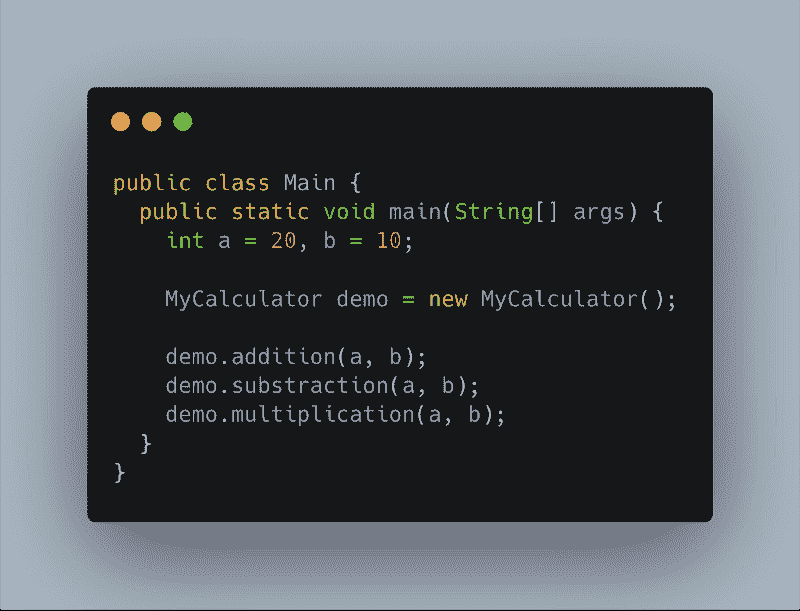 public class Main {
public static void main(String[] args) {
int a = 20, b = 10;
MyCalculator demo = new MyCalculator();
demo.addition(a, b);
demo.substraction(a, b);
demo.multiplication(a, b);
}
}